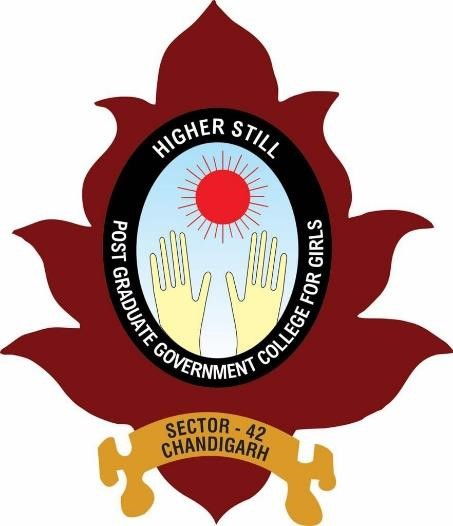 HIGHER STILL
POST GRADUATE GOVERNMENT COLLEGE FOR GIRLS
SECTOR - 42
CHANDIGARH